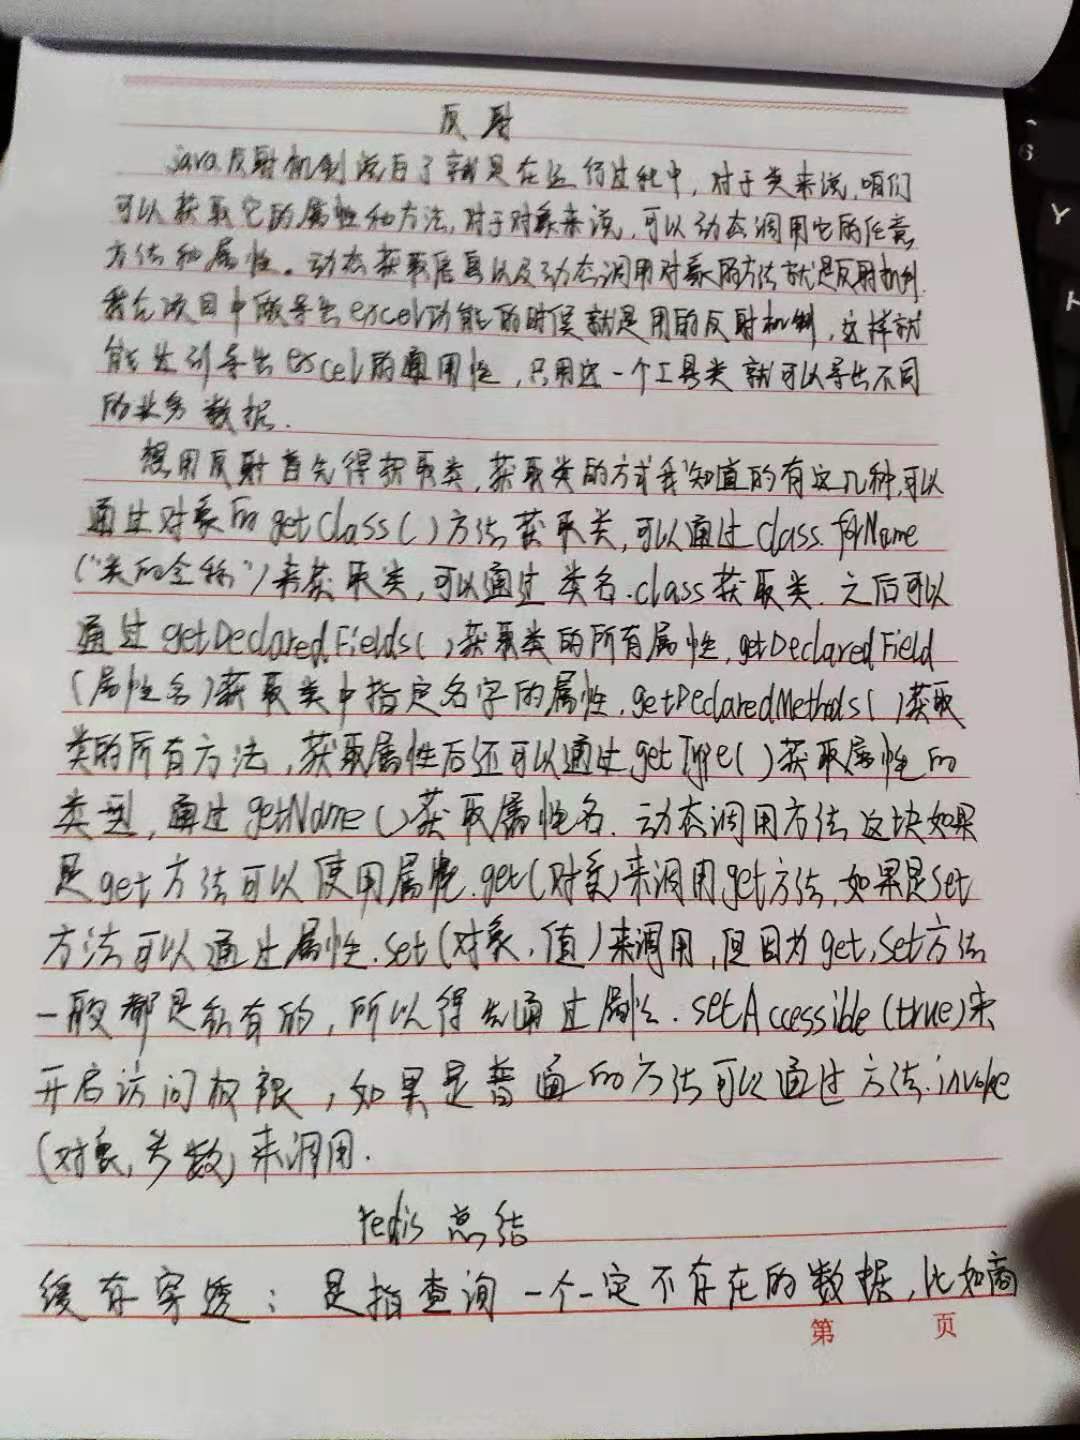 反射
java反射机制说白了就是在运行过程中,对于类来说,咱们
可以获取它的属性和方法,对于对象来说,可以动态调用它的任意
方法和属性。动态获取信息以及动态调用对象的方法就是反射机制.
我在项目中做导出excel功能的时候就是用的反射机制,这样就
能达到导出excel的通用性,只用这一个工具类就可以导出不同
的业务数据.
想用反射首先得获取类,获取类的方式我知道的有这几种,可以
通过对象的getClass()方法获取类,可以通过class.forName
("类的全称")来获取类,可以通过 类名.class获取类.之后可以
通过getDeclaredFields()获取类的所有属性,getDeclaredField
(属性名)获取类中指定名字的属性,getDeclaredMethods()获取
类的所有方法,获取属性后还可以通过getType()获取属性的
类型,通过getName()获取属性名.动态调用方法这块如果
是get方法可以使用属性.get(对象)来调用get方法,如果是set
方法可以通过属性.set(对象,值)来调用,但因为get,set方法
一般都是私有的,所以得先通过属性.setAccessible(true)来
开启访问权限,如果是普通的方法可以通过方法.invoke
(对象,参数)来调用.
redis 总结
缓存穿透:是指查询一个一定不存在的数据,比如商
第 页
Y
6